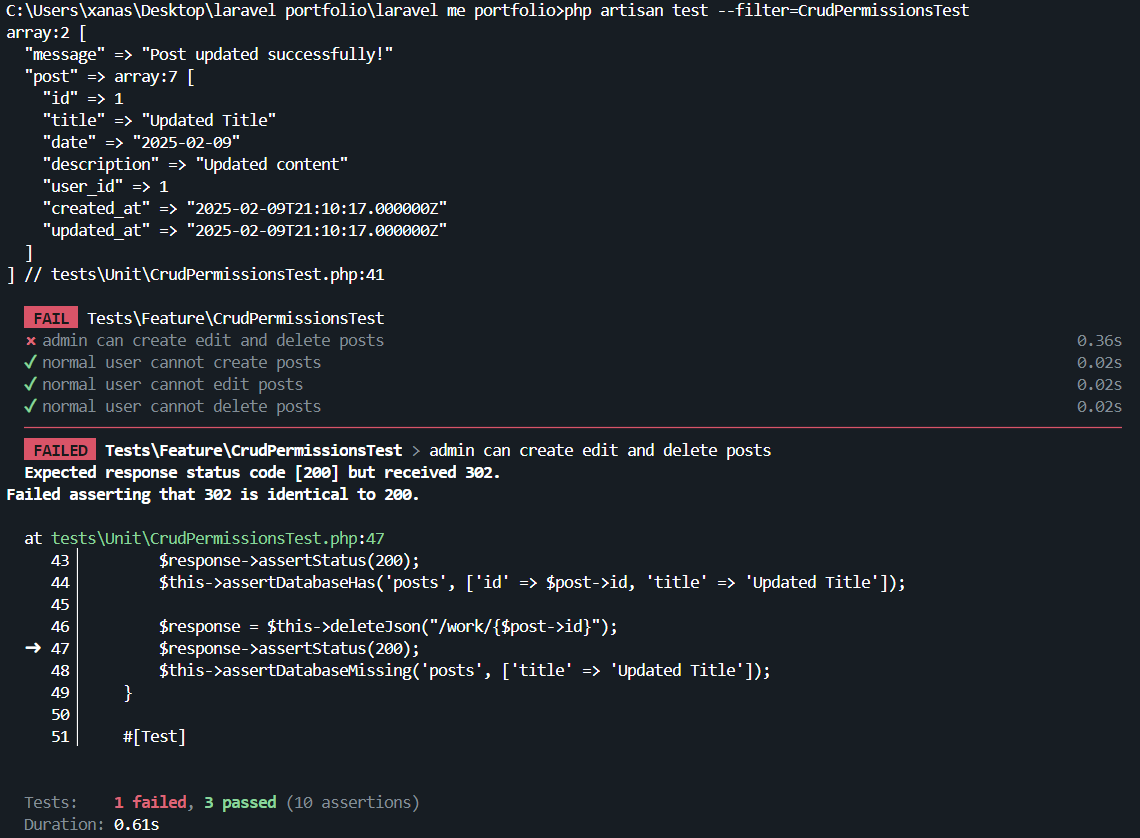 C:\Users\xanas\Desktop\laravel portfolio\laravel me portfolio>php artisan test --filter=CrudPermissionsTest
array:2 [
  "message" => "Post updated successfully!"
  "post" => array:7 [
    "id" => 1
    "title" => "Updated Title"
    "date" => "2025-02-09"
    "description" => "Updated content"
    "user_id" => 1
    "created_at" => "2025-02-09T21:10:17.000000Z"
    "updated_at" => "2025-02-09T21:10:17.000000Z"
  ]
] // tests\Unit\CrudPermissionsTest.php:41
FAIL Tests\Feature\CrudPermissionsTest
⨯ admin can create edit and delete posts 0.36s
✓ normal user cannot create posts 0.02s
✓ normal user cannot edit posts 0.02s
✓ normal user cannot delete posts 0.02s
FAILED Tests\Feature\CrudPermissionsTest > admin can create edit and delete posts
Expected response status code [200] but received 302.
Failed asserting that 302 is identical to 200.
at tests\Unit\CrudPermissionsTest.php:47
43 $response->assertStatus(200);
44 $this->assertDatabaseHas('posts', ['id' => $post->id, 'title' => 'Updated Title']);
45
46 $response = $this->deleteJson("/work/{$post->id}");
➜ 47 $response->assertStatus(200);
48 $this->assertDatabaseMissing('posts', ['title' => 'Updated Title']);
49 }
50
51 #[Test]
Tests: 1 failed, 3 passed (10 assertions)
Duration: 0.61s